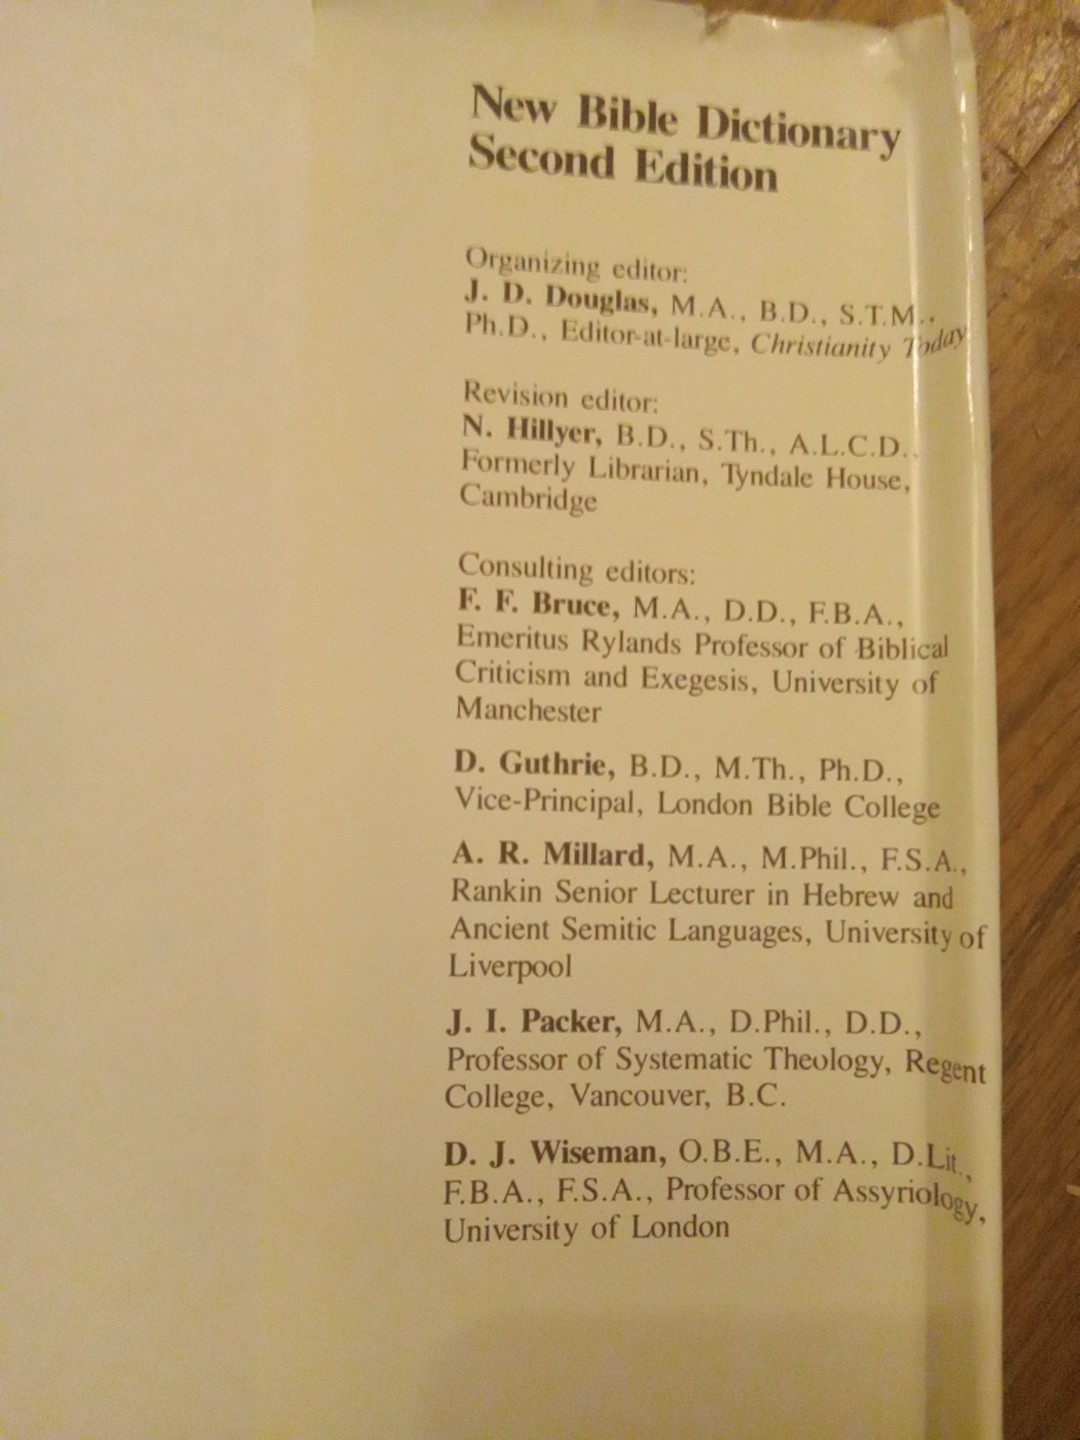 New Bible Dictionary
Second Edition
Organizing editor:
J. D. Douglas, M.A., B.D., S.T.M.,
Ph.D., Editor-at-large, Christianity Today
Revision editor:
N. Hillyer, B.D., S.Th., A.L.C.D.,
Formerly Librarian, Tyndale House,
Cambridge
Consulting editors:
F. F. Bruce, M.A., D.D., F.B.A.,
Emeritus Rylands Professor of Biblical
Criticism and Exegesis, University of
Manchester
D. Guthrie, B.D., M.Th., Ph.D.,
Vice-Principal, London Bible College
A. R. Millard, M.A., M.Phil., F.S.A.,
Rankin Senior Lecturer in Hebrew and
Ancient Semitic Languages, University of
Liverpool
J. I. Packer, M.A., D.Phil., D.D.,
Professor of Systematic Theology, Regent
College, Vancouver, B.C.
D. J. Wiseman, O.B.E., M.A., D.Lit.,
F.B.A., F.S.A., Professor of Assyriology,
University of London